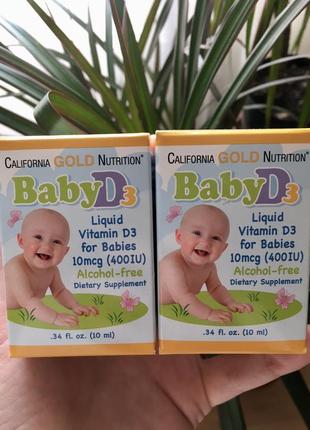 CALIFORNIA GOLD NUTRITION®
BabyD3
Liquid
Vitamin D3
for Babies
10mcg (400IU)
Alcohol-free
Dietary Supplement
.34 fl. oz. (10 ml)
CALIFORNIA GOLD NUTRITION®
BabyD3
Liquid
Vitamin D3
for Babies
10mcg (400IU)
Alcohol-free
Dietary Supplement
.34 fl. oz. (10 ml)